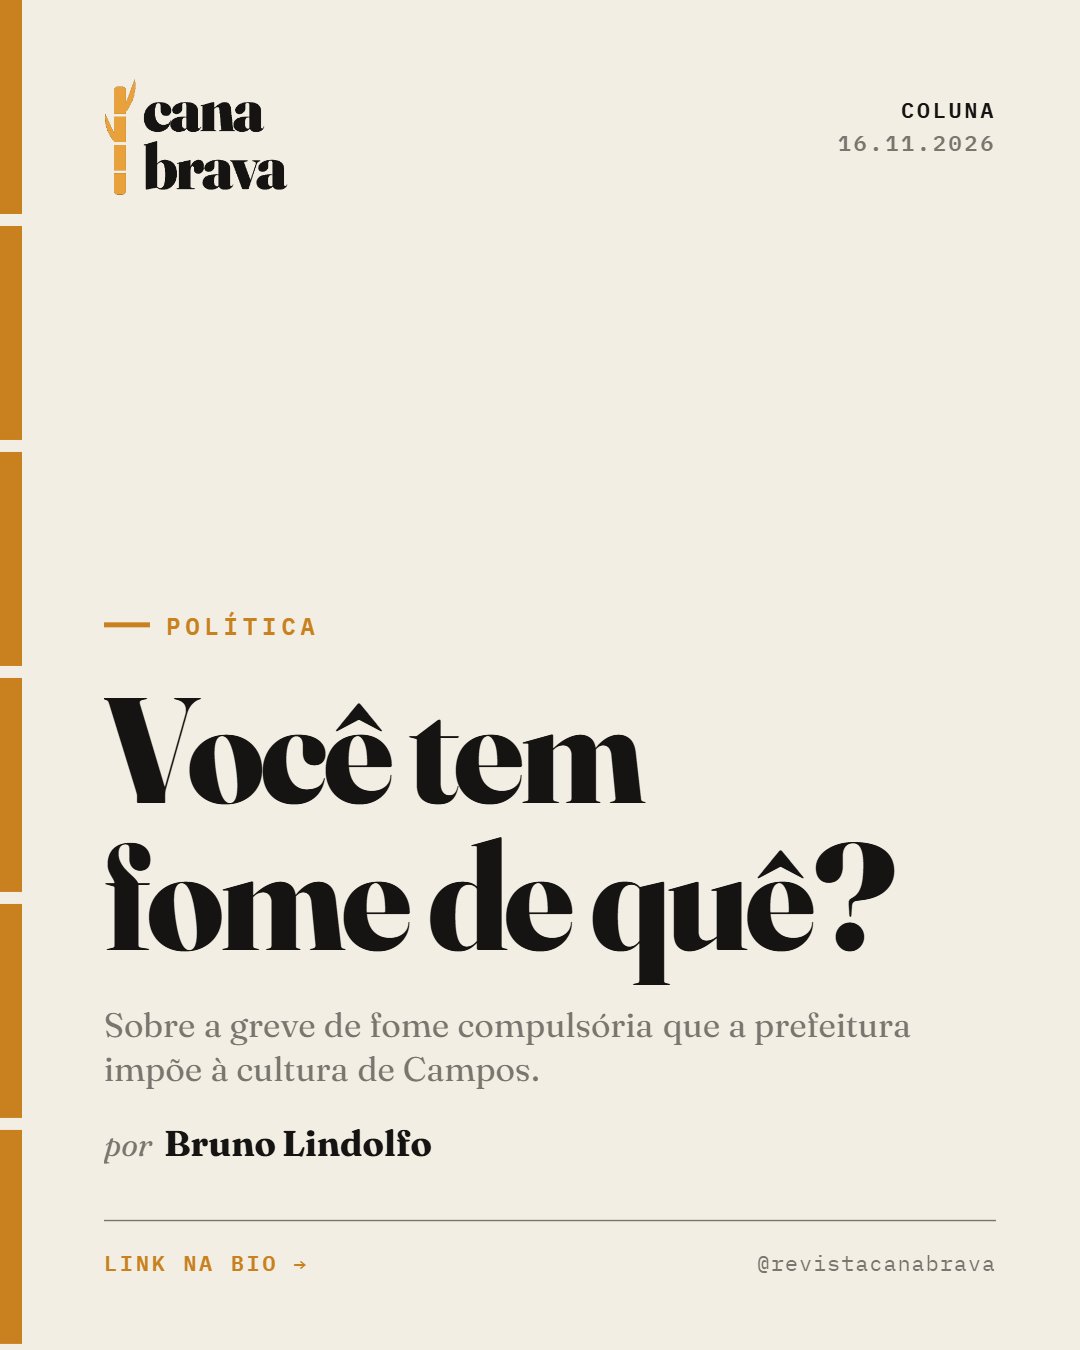 cana
brava
COLUNA
16.11.2026
POLÍTICA
Você tem
fome de quê?
Sobre a greve de fome compulsória que a prefeitura
impõe à cultura de Campos.
por Bruno Lindolfo
LINK NA BIO →
@revistacanabrava